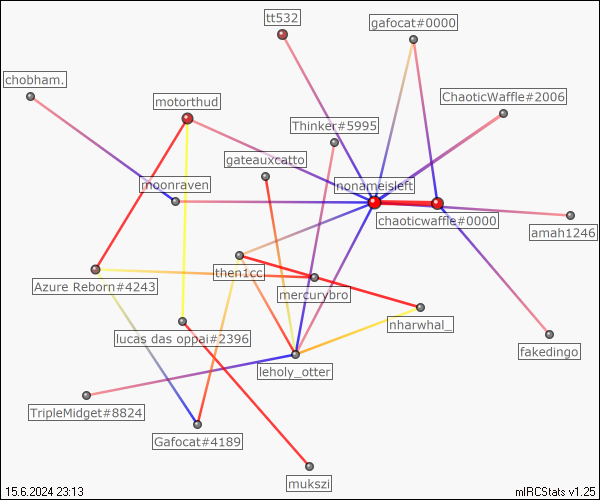 tt532
gafocat#0000
chobham.
ChaoticWaffle#2006
motorthud
Thinker#5995
gateauxcatto
moonraven
nonameisleft
chaoticwaffle#0000
amah1246
then1cc
Azure Reborn#4243
mercurybro
nharwhal_
lucas das oppai#2396
fakedingo
leholy_otter
TripleMidget#8824
Gafocat#4189
mukszi
15.6.2024 23:13
mIRCStats v1.25